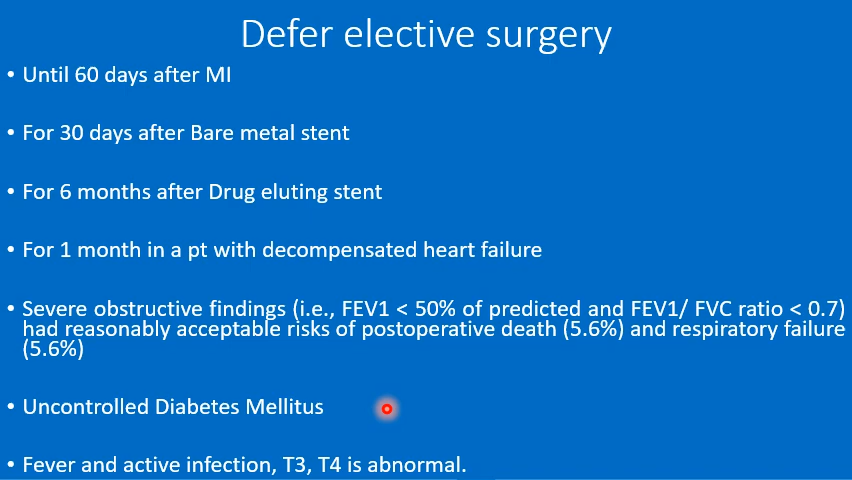 Defer elective surgery
• Until 60 days after MI
• For 30 days after Bare metal stent
• For 6 months after Drug eluting stent
• For 1 month in a pt with decompensated heart failure
• Severe obstructive findings (i.e., FEV1 < 50% of predicted and FEV1/ FVC ratio < 0.7)
had reasonably acceptable risks of postoperative death (5.6%) and respiratory failure
(5.6%)
• Uncontrolled Diabetes Mellitus
• Fever and active infection, T3, T4 is abnormal.